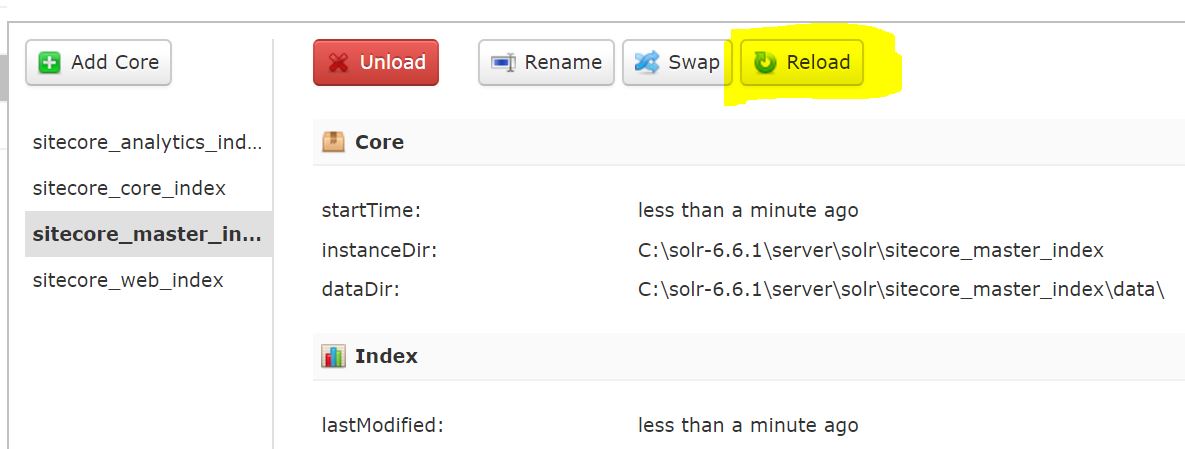 Add Core
Unload
Rename
Swap
Reload
sitecore_analytics_ind...
sitecore_core_index
sitecore_master_in...
sitecore_web_index
Core
startTime: less than a minute ago
instanceDir: C:\solr-6.6.1\server\solr\sitecore_master_index
dataDir: C:\solr-6.6.1\server\solr\sitecore_master_index\data\
Index
lastModified: less than a minute ago